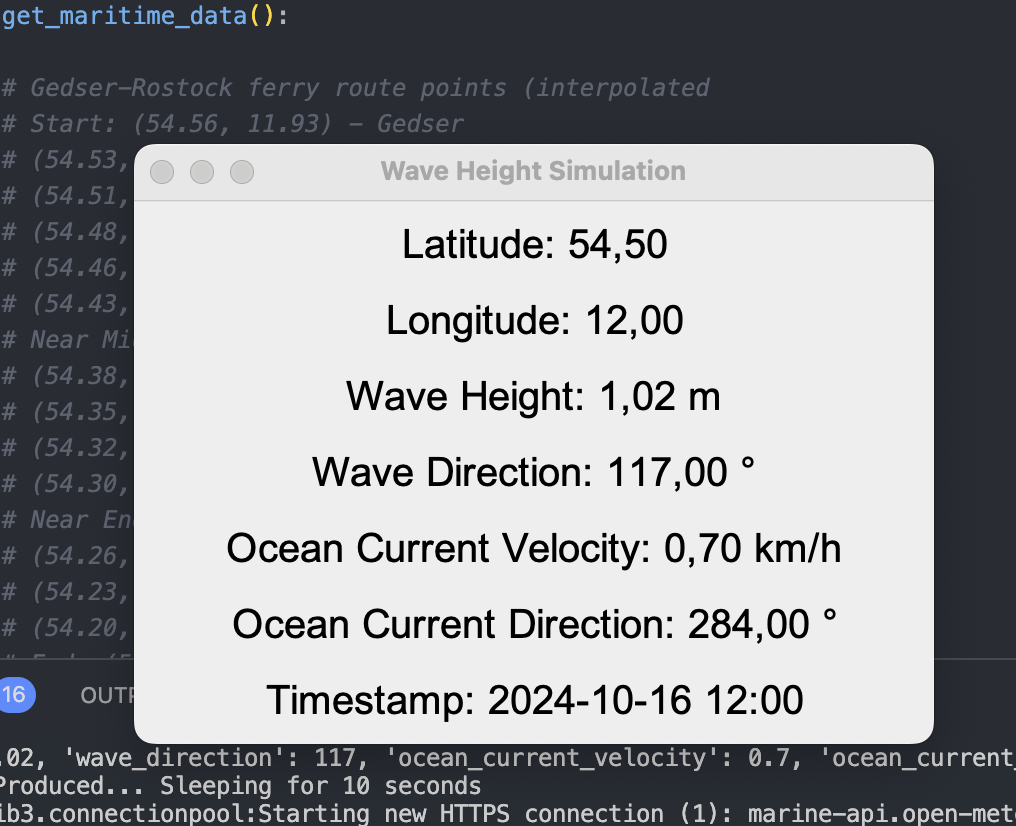 get_maritime_data():
# Gedser-Rostock ferry route points (interpolated
# Start: (54.56, 11.93) - Gedser
# (54.53,
# (54.51,
# (54.48,
# (54.46,
# (54.43,
# Near Mi
# (54.38,
# (54.35,
# (54.32,
# (54.30,
# Near En
# (54.26,
# (54.23,
# (54.20,
Wave Height Simulation
Latitude: 54,50
Longitude: 12,00
Wave Height: 1,02 m
Wave Direction: 117,00 °
Ocean Current Velocity: 0,70 km/h
Ocean Current Direction: 284,00 °
Timestamp: 2024-10-16 12:00
16 OUTP
.02, 'wave_direction': 117, 'ocean_current_velocity': 0.7, 'ocean_current_
Produced... Sleeping for 10 seconds
ib3.connectionpool:Starting new HTTPS connection (1): marine-api.open-mete